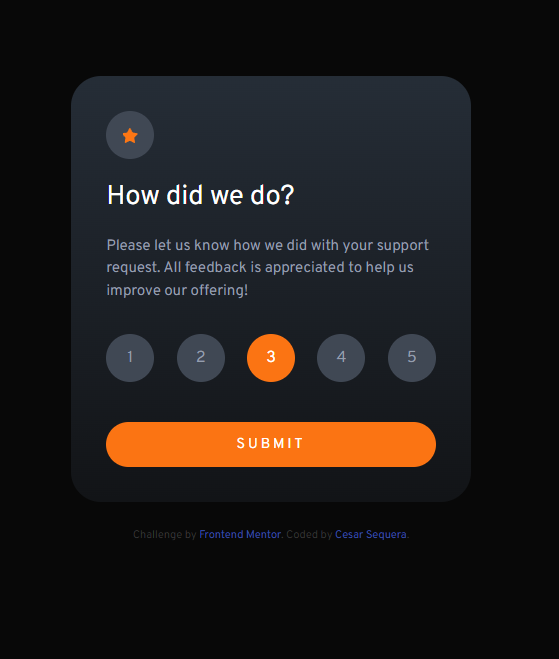 How did we do?
Please let us know how we did with your support
request. All feedback is appreciated to help us
improve our offering!
1 2 3 4 5
SUBMIT
Challenge by Frontend Mentor. Coded by Cesar Sequera.